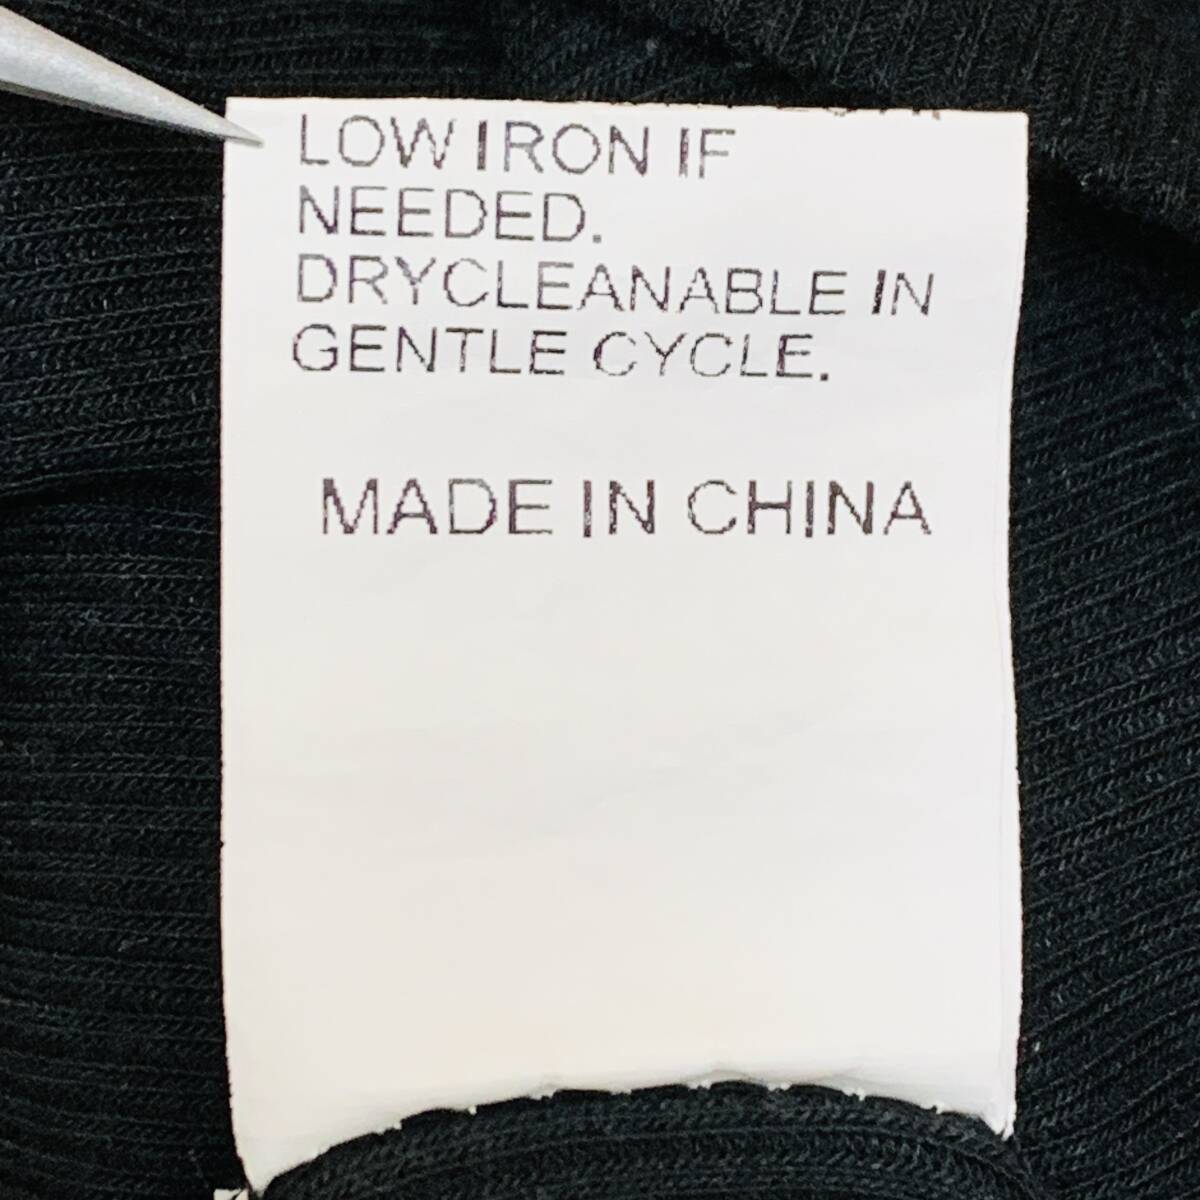 LOW IRON IF
NEEDED.
DRYCLEANABLE IN
GENTLE CYCLE.
MADE IN CHINA